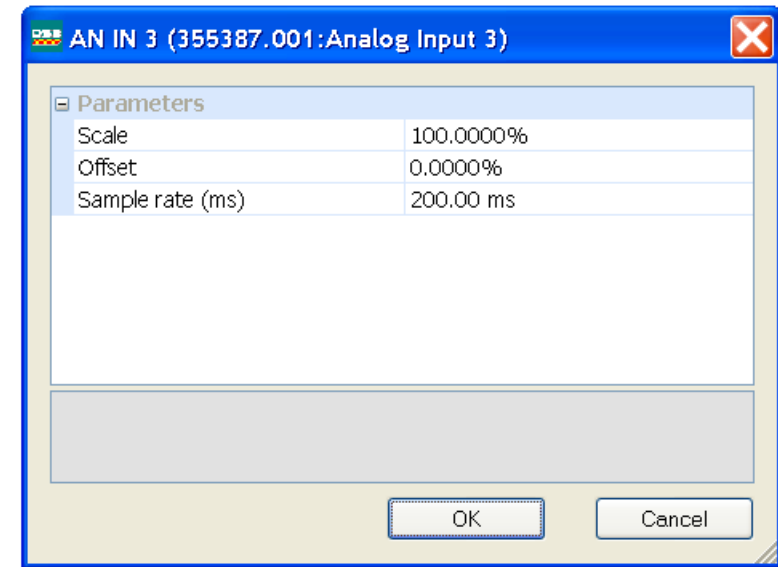 AN IN 3 (355387.001:Analog Input 3)
Parameters
Scale 100.0000%
Offset 0.0000%
Sample rate (ms) 200.00 ms
OK Cancel